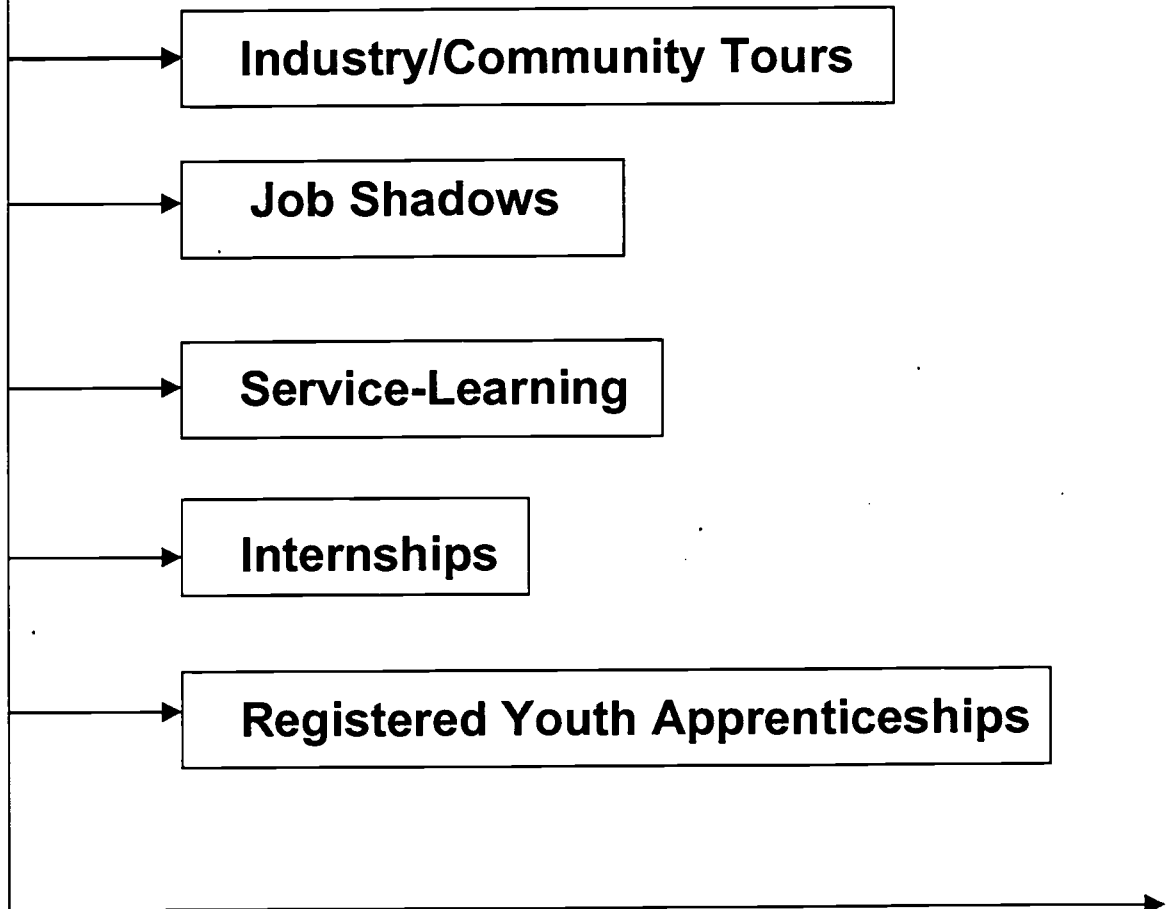 Industry/Community Tours
Job Shadows
Service-Learning
Internships
Registered Youth Apprenticeships